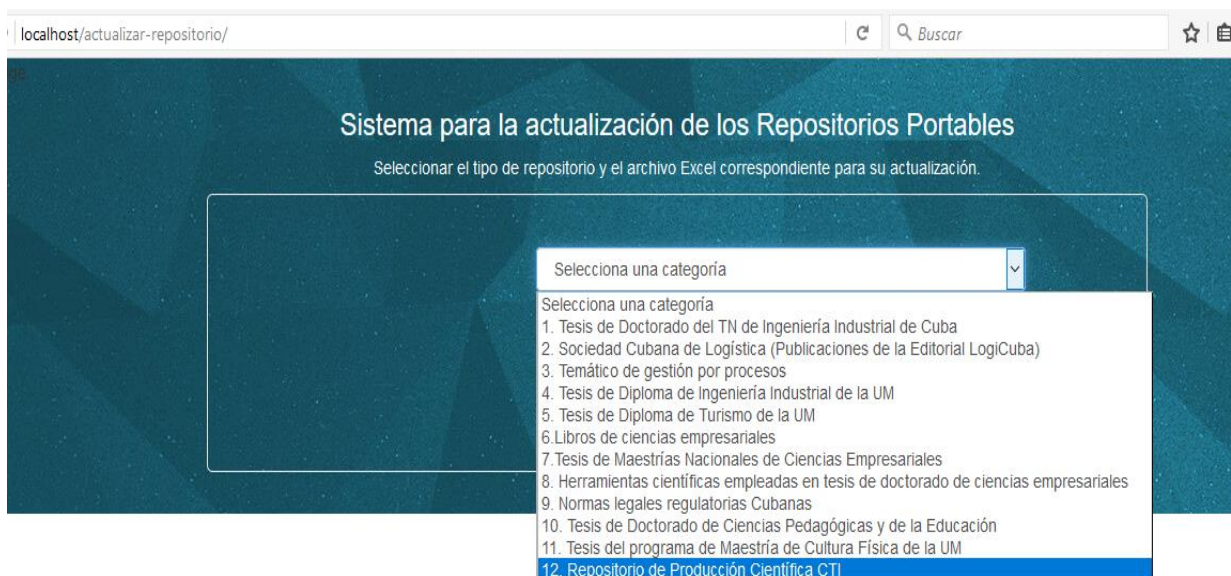 localhost/actualizar-repositorio/
Buscar
Sistema para la actualización de los Repositorios Portables
Seleccionar el tipo de repositorio y el archivo Excel correspondiente para su actualización.
Selecciona una categoría
Selecciona una categoría
1. Tesis de Doctorado del TN de Ingeniería Industrial de Cuba
2. Sociedad Cubana de Logística (Publicaciones de la Editorial LogiCuba)
3. Temático de gestión por procesos
4. Tesis de Diploma de Ingeniería Industrial de la UM
5. Tesis de Diploma de Turismo de la UM
6.Libros de ciencias empresariales
7.Tesis de Maestrías Nacionales de Ciencias Empresariales
8. Herramientas científicas empleadas en tesis de doctorado de ciencias empresariales
9. Normas legales regulatorias Cubanas
10. Tesis de Doctorado de Ciencias Pedagógicas y de la Educación
11. Tesis del programa de Maestría de Cultura Física de la UM
12. Repositorio de Producción Científica CTI